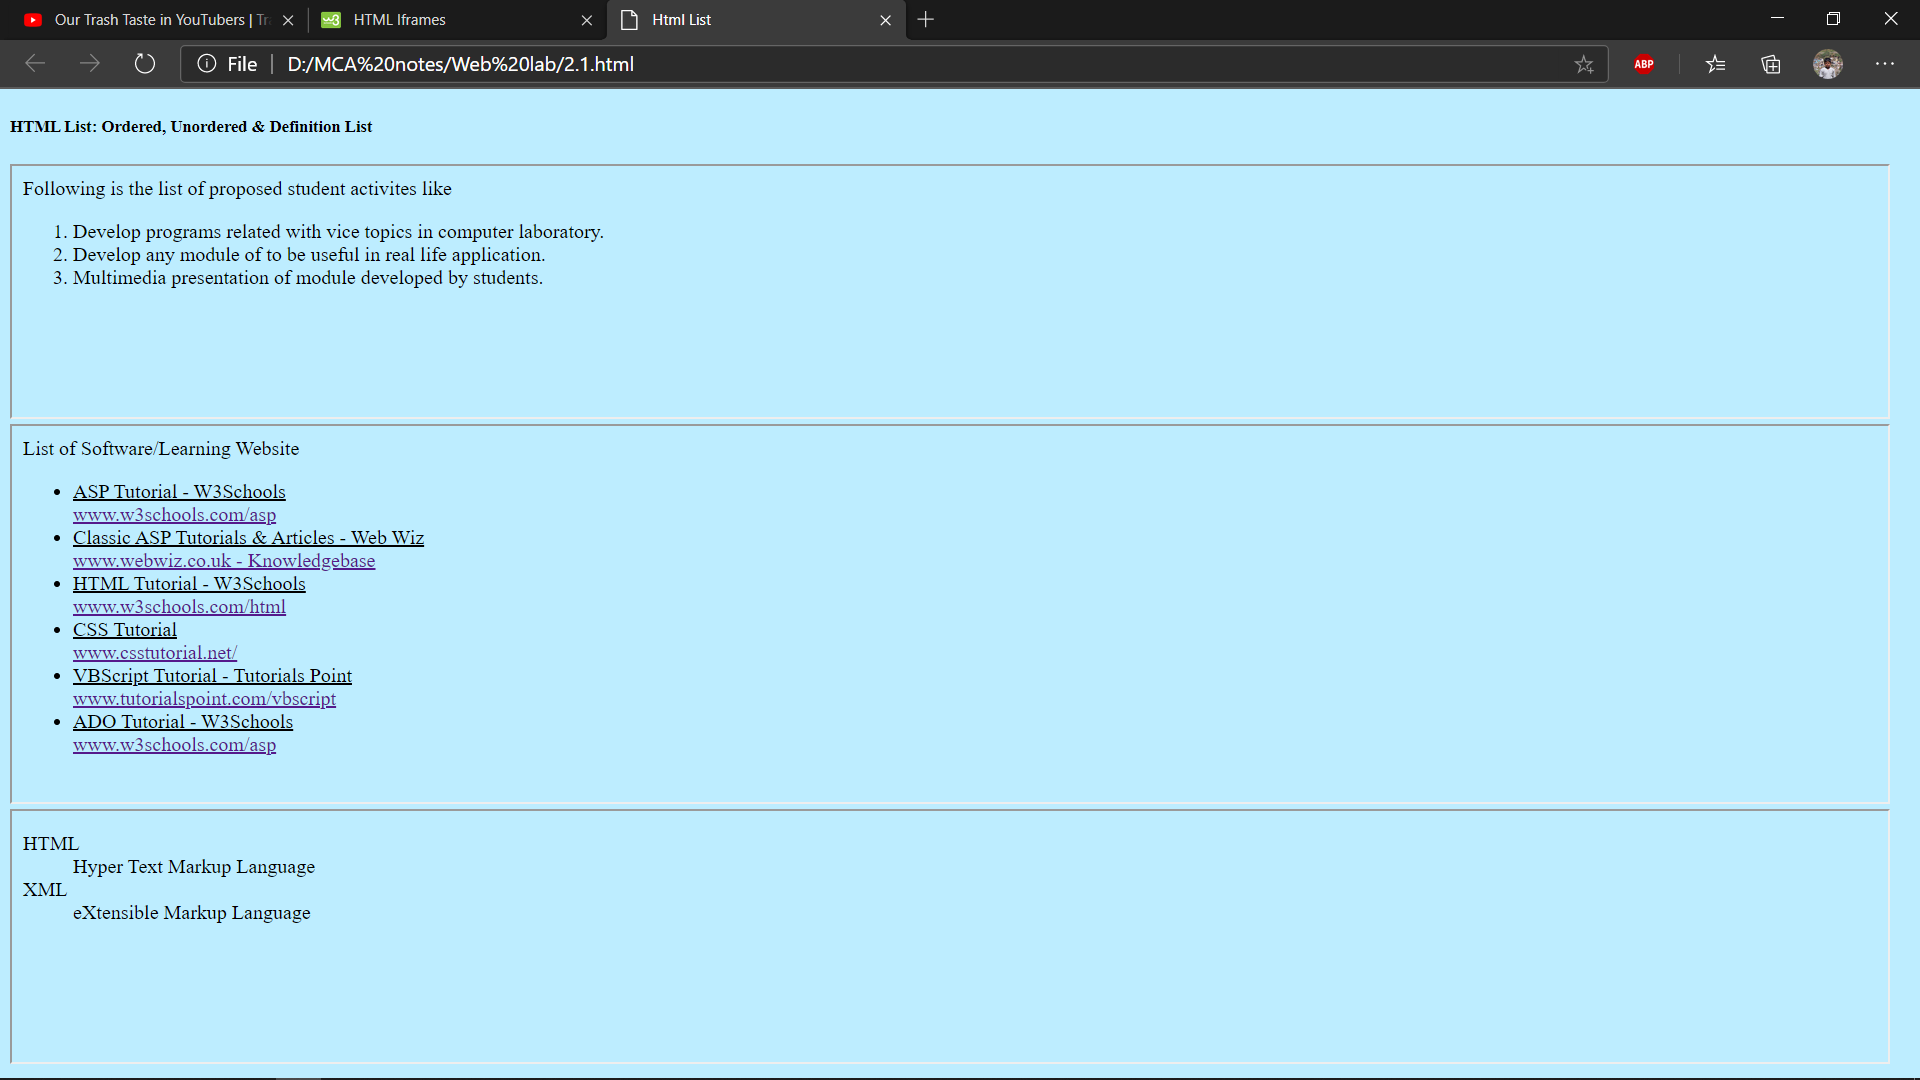 Our Trash Taste in YouTubers | Tr
HTML Iframes
Html List
File
D:/MCA%20notes/Web%20lab/2.1.html
ABP
HTML List: Ordered, Unordered & Definition List
Following is the list of proposed student activites like
1. Develop programs related with vice topics in computer laboratory.
2. Develop any module of to be useful in real life application.
3. Multimedia presentation of module developed by students.
List of Software/Learning Website
• ASP Tutorial - W3Schools
www.w3schools.com/asp
• Classic ASP Tutorials & Articles - Web Wiz
www.webwiz.co.uk - Knowledgebase
• HTML Tutorial - W3Schools
www.w3schools.com/html
• CSS Tutorial
www.csstutorial.net/
• VBScript Tutorial - Tutorials Point
www.tutorialspoint.com/vbscript
• ADO Tutorial - W3Schools
www.w3schools.com/asp
HTML
Hyper Text Markup Language
XML
eXtensible Markup Language